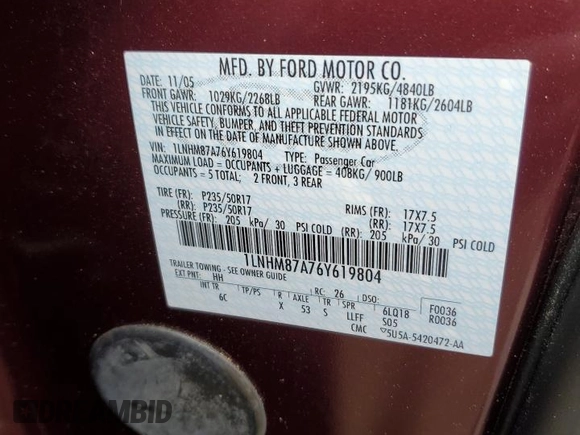 MFD. BY FORD MOTOR CO.
DATE: 11/05 GVWR: 2195KG/4840LB
FRONT GAWR: 1029KG/2268LB REAR GAWR: 1181KG/2604LB
THIS VEHICLE CONFORMS TO ALL APPLICABLE FEDERAL MOTOR
VEHICLE SAFETY, BUMPER, AND THEFT PREVENTION STANDARDS
IN EFFECT ON THE DATE OF MANUFACTURE SHOWN ABOVE.
VIN: 1LNHM87A76Y619804 TYPE: Passenger Car
MAXIMUM LOAD = OCCUPANTS + LUGGAGE = 408KG/ 900LB
OCCUPANTS = 5 TOTAL; 2 FRONT, 3 REAR
TIRE (FR): P235/50R17 RIMS (FR): 17X7.5
(RR): P235/50R17 (RR): 17X7.5
PRESSURE (FR): 205 kPa/ 30 PSI COLD (RR): 205 kPa/ 30 PSI COLD
1LNHM87A76Y619804
TRAILER TOWING - SEE OWNER GUIDE
EXT PNT: HH RC: 26 DSO: F0036
INT TR TP/PS R AXLE TR SPR R0036
6C X 53 S LLFF 6LQ18
CMC S05
5U5A-5420472-AA